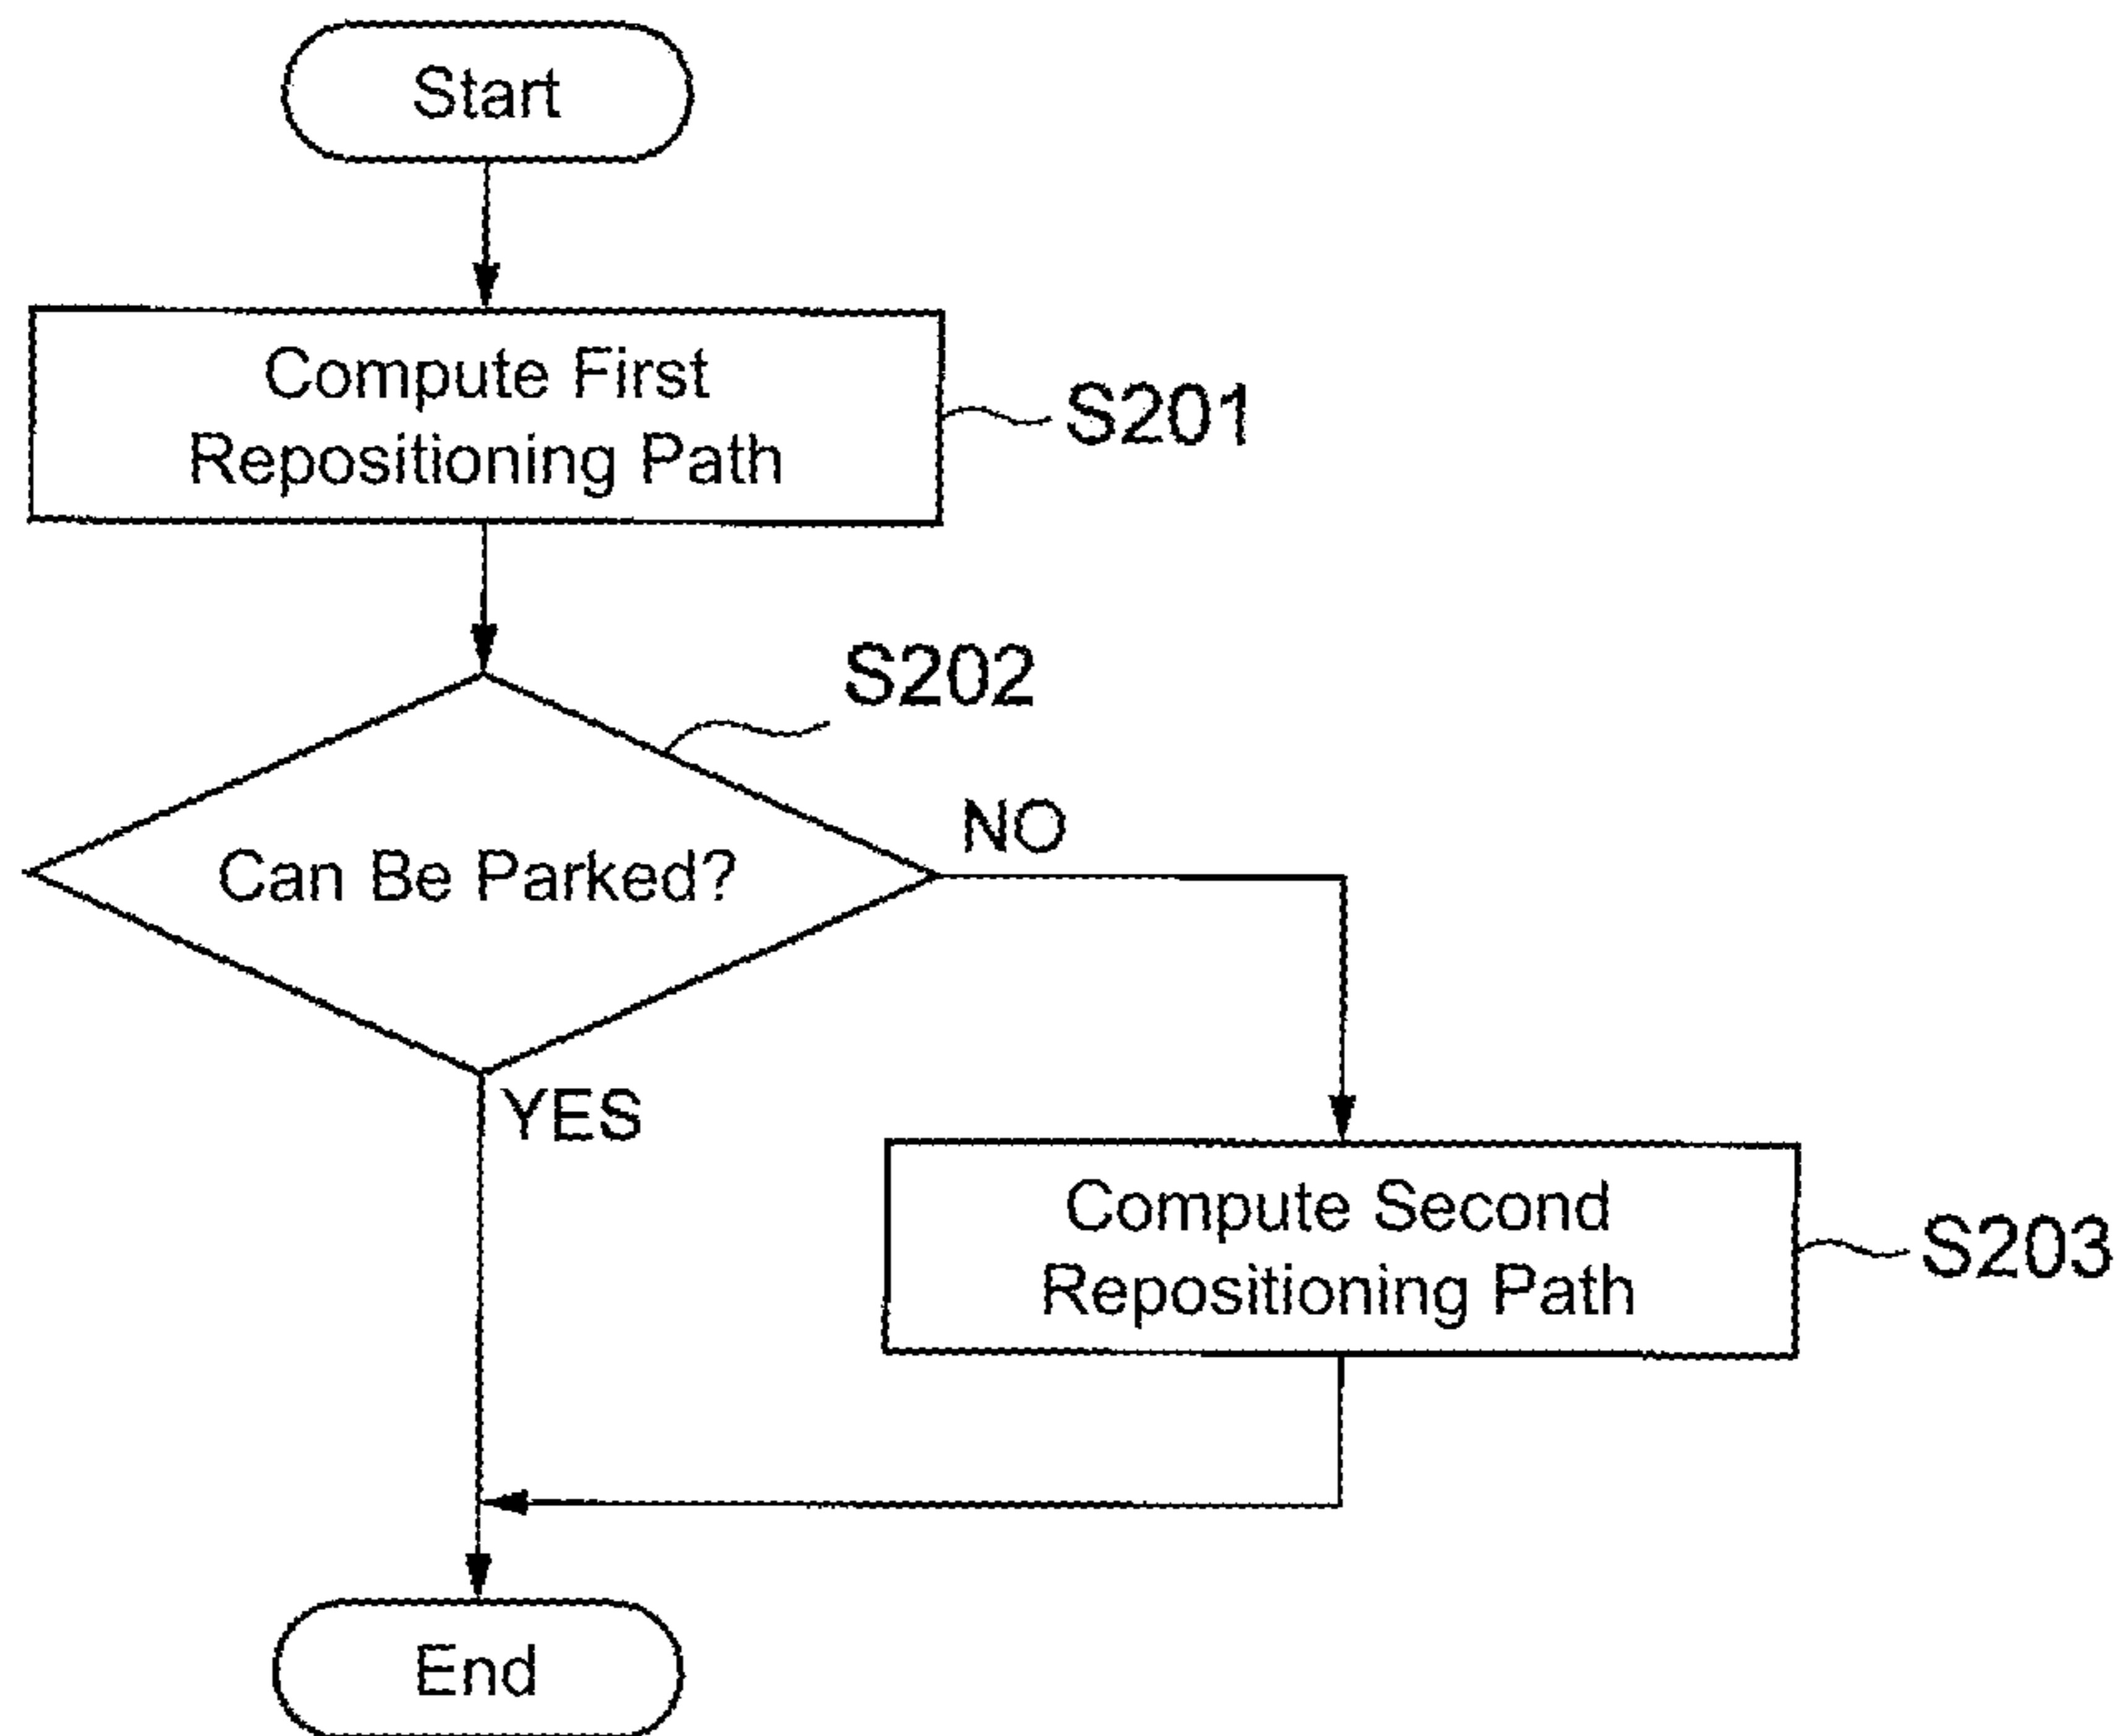 Start
Compute First
Repositioning Path
S201
S202
Can Be Parked?
NO
YES
Compute Second
Repositioning Path
S203
End